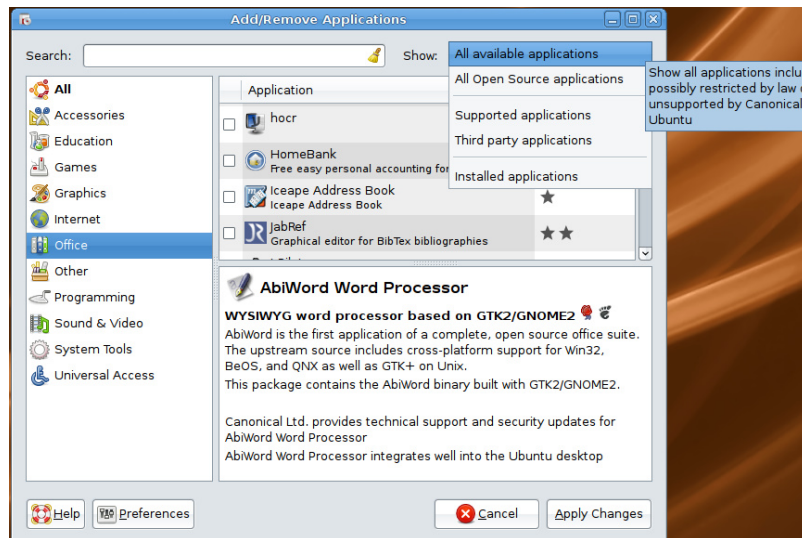 Add/Remove Applications
Search:
Show:
All available applications
All Open Source applications
Supported applications
Third party applications
Installed applications
Show all applications inclu
possibly restricted by law
unsupported by Canonical
Ubuntu
All
Accessories
Education
Games
Graphics
Internet
Office
Other
Programming
Sound & Video
System Tools
Universal Access
Application
hocr
HomeBank
Free easy personal accounting for
Iceape Address Book
Iceape Address Book
JabRef
Graphical editor for BibTex bibliographies
AbiWord Word Processor
WYSIWYG word processor based on GTK2/GNOME2
AbiWord is the first application of a complete, open source office suite.
The upstream source includes cross-platform support for Win32,
BeOS, and QNX as well as GTK+ on Unix.
This package contains the AbiWord binary built with GTK2/GNOME2.
Canonical Ltd. provides technical support and security updates for
AbiWord Word Processor
AbiWord Word Processor integrates well into the Ubuntu desktop
Help
Preferences
Cancel
Apply Changes